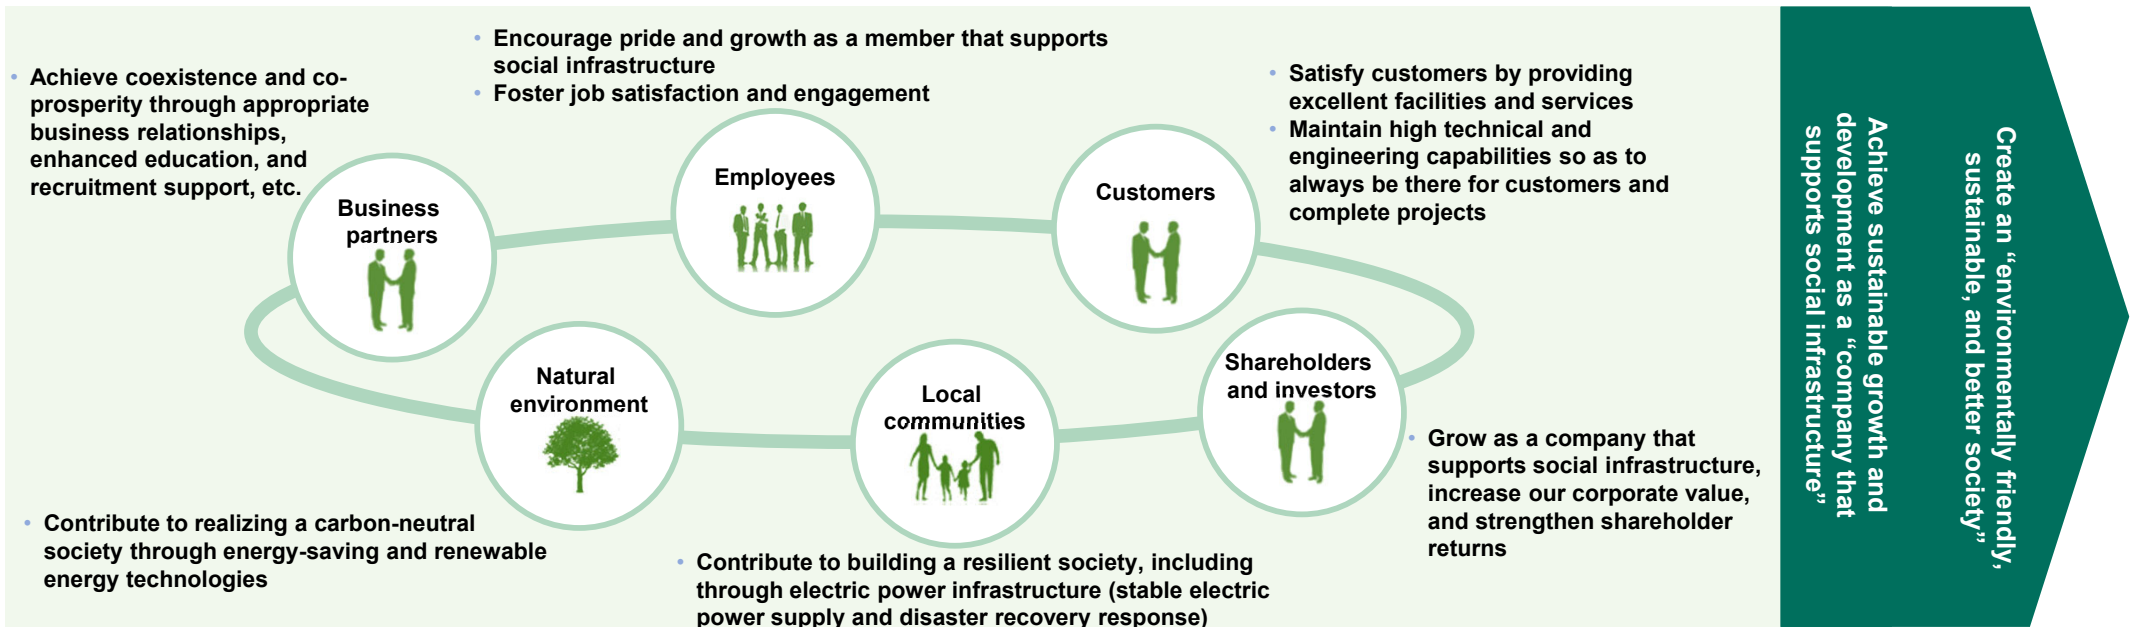 • Achieve coexistence and co-
prosperity through appropriate
business relationships,
enhanced education, and
recruitment support, etc.
Business
partners
• Encourage pride and growth as a member that supports
social infrastructure
• Foster job satisfaction and engagement
Employees
• Satisfy customers by providing
excellent facilities and services
• Maintain high technical and
engineering capabilities so as to
always be there for customers and
complete projects
Customers
Natural
environment
• Contribute to realizing a carbon-neutral
society through energy-saving and renewable
energy technologies
Local
communities
• Contribute to building a resilient society, including
through electric power infrastructure (stable electric
power supply and disaster recovery response)
Shareholders
and investors
• Grow as a company that
supports social infrastructure,
increase our corporate value,
and strengthen shareholder
returns
Achieve sustainable growth and
development as a “company that
supports social infrastructure”
Create an “environmentally friendly,
sustainable, and better society”